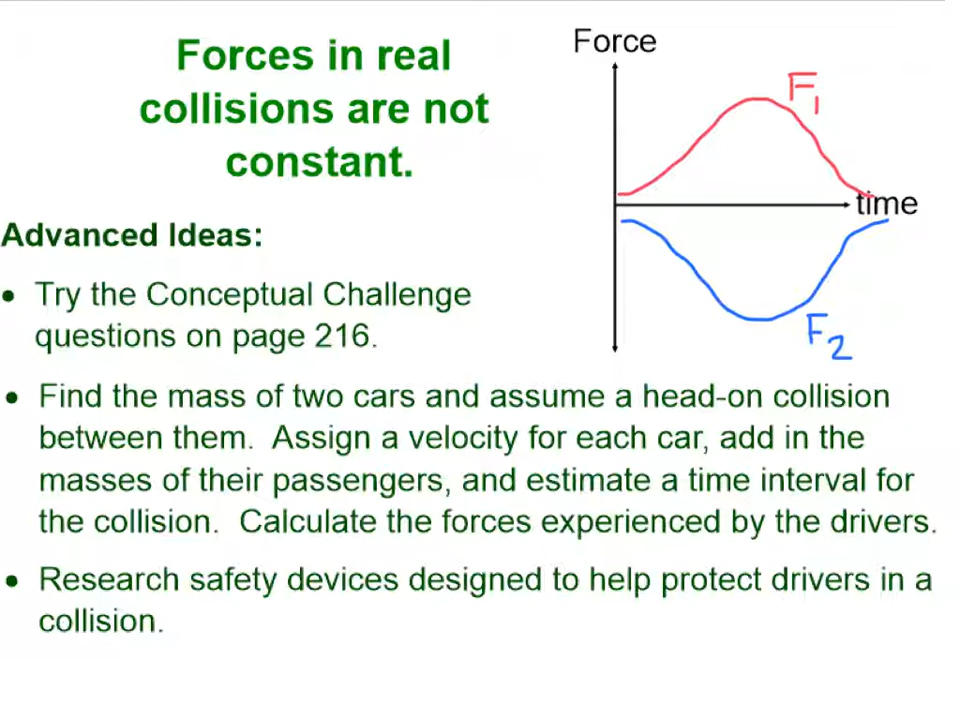 Forces in real
collisions are not
constant.
Force
F1
time
F2
Advanced Ideas:
• Try the Conceptual Challenge
questions on page 216.
• Find the mass of two cars and assume a head-on collision
between them. Assign a velocity for each car, add in the
masses of their passengers, and estimate a time interval for
the collision. Calculate the forces experienced by the drivers.
• Research safety devices designed to help protect drivers in a
collision.